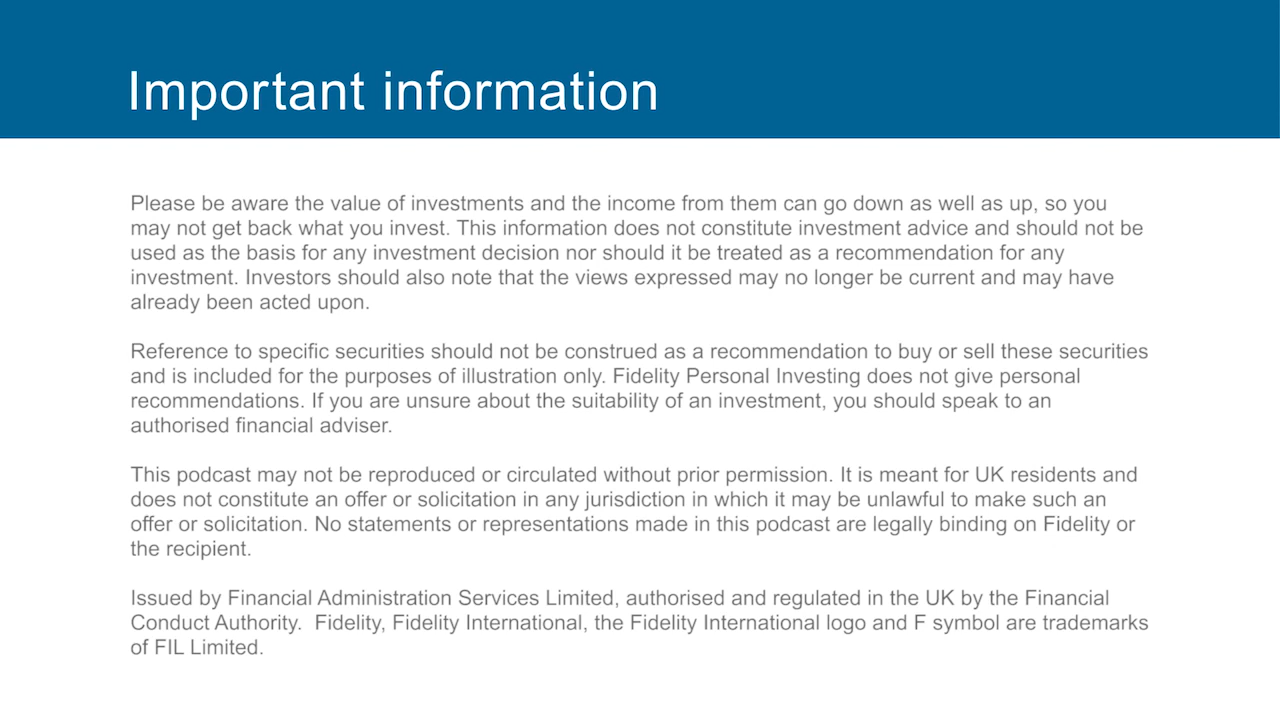 Important information
Please be aware the value of investments and the income from them can go down as well as up, so you
may not get back what you invest. This information does not constitute investment advice and should not be
used as the basis for any investment decision nor should it be treated as a recommendation for any
investment. Investors should also note that the views expressed may no longer be current and may have
already been acted upon.
Reference to specific securities should not be construed as a recommendation to buy or sell these securities
and is included for the purposes of illustration only. Fidelity Personal Investing does not give personal
recommendations. If you are unsure about the suitability of an investment, you should speak to an
authorised financial adviser.
This podcast may not be reproduced or circulated without prior permission. It is meant for UK residents and
does not constitute an offer or solicitation in any jurisdiction in which it may be unlawful to make such an
offer or solicitation. No statements or representations made in this podcast are legally binding on Fidelity or
the recipient.
Issued by Financial Administration Services Limited, authorised and regulated in the UK by the Financial
Conduct Authority.  Fidelity, Fidelity International, the Fidelity International logo and F symbol are trademarks
of FIL Limited.